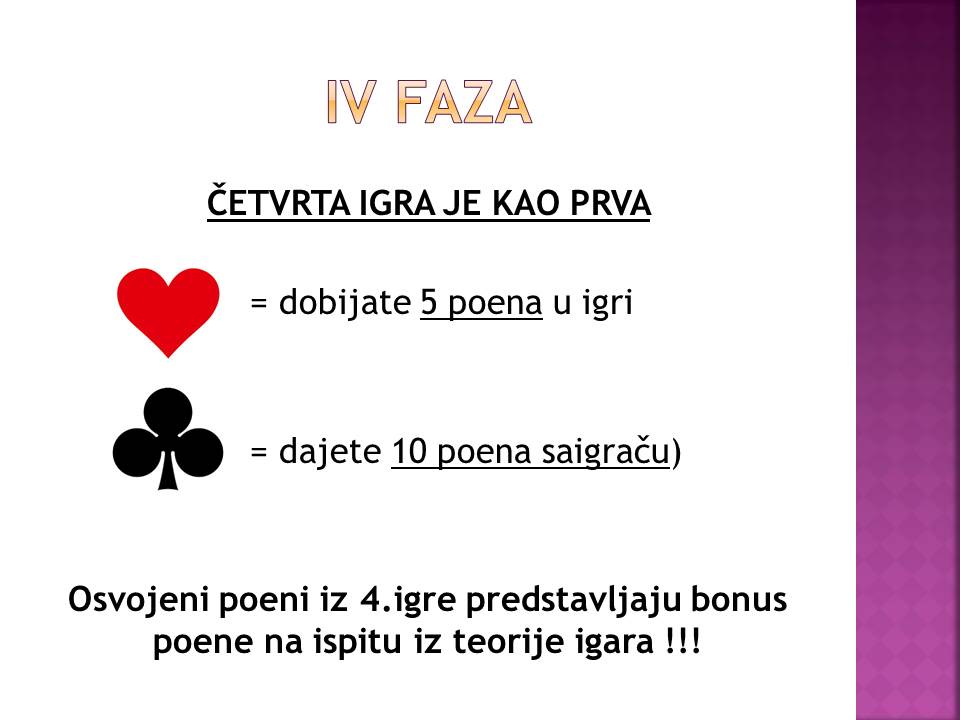 IV FAZA
ČETVRTA IGRA JE KAO PRVA
= dobijate 5 poena u igri
= dajete 10 poena saigraču)
Osvojeni poeni iz 4.igre predstavljaju bonus
poene na ispitu iz teorije igara !!!